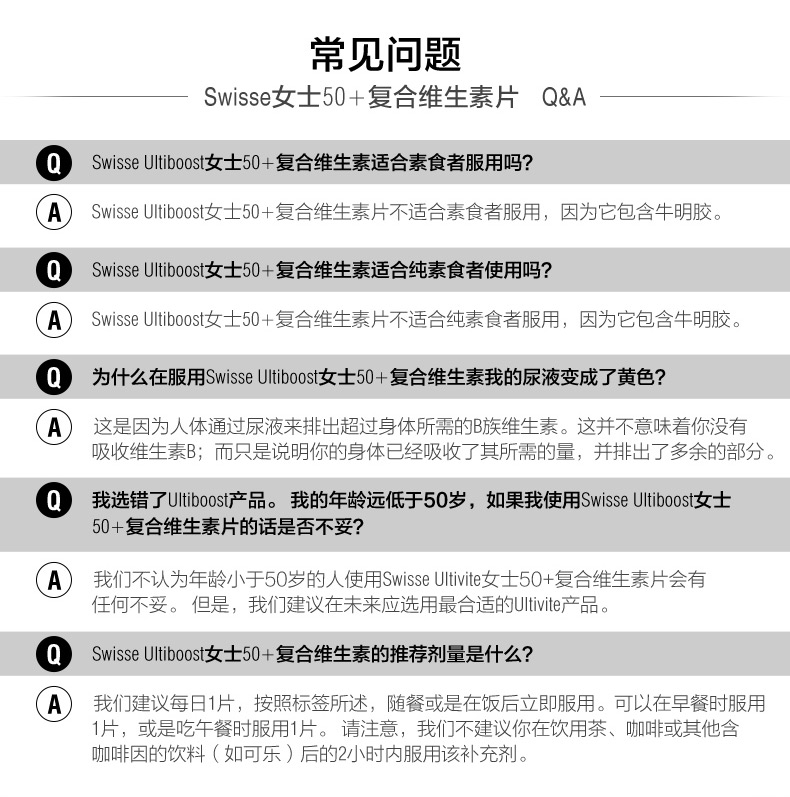 常见问题
Swisse女士50+复合维生素片 Q&A
Q Swisse Ultiboost女士50+复合维生素适合素食者服用吗?
A Swisse Ultiboost女士50+复合维生素片不适合素食者服用，因为它包含牛明胶。
Q Swisse Ultiboost女士50+复合维生素适合纯素食者使用吗?
A Swisse Ultiboost女士50+复合维生素片不适合纯素食者服用，因为它包含牛明胶。
Q 为什么在服用Swisse Ultiboost女士50+复合维生素我的尿液变成了黄色?
A 这是因为人体通过尿液来排出超过身体所需的B族维生素。这并不意味着你没有
吸收维生素B；而只是说明你的身体已经吸收了其所需的量，并排出了多余的部分。
Q 我选错了Ultiboost产品。 我的年龄远低于50岁，如果我使用Swisse Ultiboost女士
50+复合维生素片的话是否不妥?
A 我们不认为年龄小于50岁的人使用Swisse Ultivite女士50+复合维生素片会有
任何不妥。 但是，我们建议在未来应选用最合适的Ultivite产品。
Q Swisse Ultiboost女士50+复合维生素的推荐剂量是什么?
A 我们建议每日1片，按照标签所述，随餐或是在饭后立即服用。可以在早餐时服用
1片，或是吃午餐时服用1片。 请注意，我们不建议你在饮用茶、咖啡或其他含
咖啡因的饮料（如可乐）后的2小时内服用该补充剂。